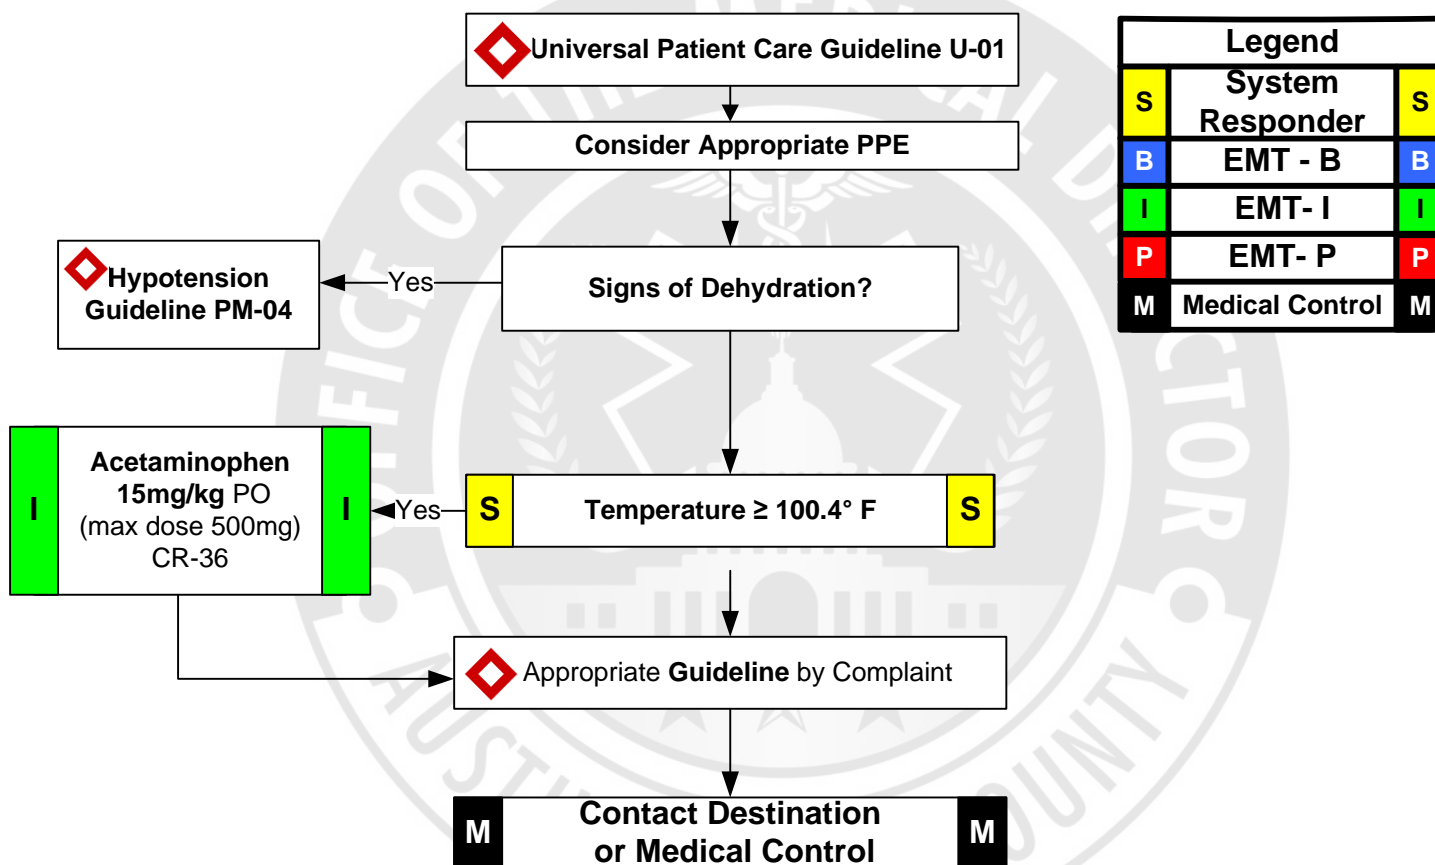 Universal Patient Care Guideline U-01
Consider Appropriate PPE
Signs of Dehydration?
Yes
Hypotension
Guideline PM-04
S
Temperature ≥ 100.4° F
S
Yes
I
Acetaminophen
15mg/kg PO
(max dose 500mg)
CR-36
I
Appropriate Guideline by Complaint
M
Contact Destination
or Medical Control
M
Legend
S
System
Responder
S
B
EMT - B
B
I
EMT- I
I
P
EMT- P
P
M
Medical Control
M